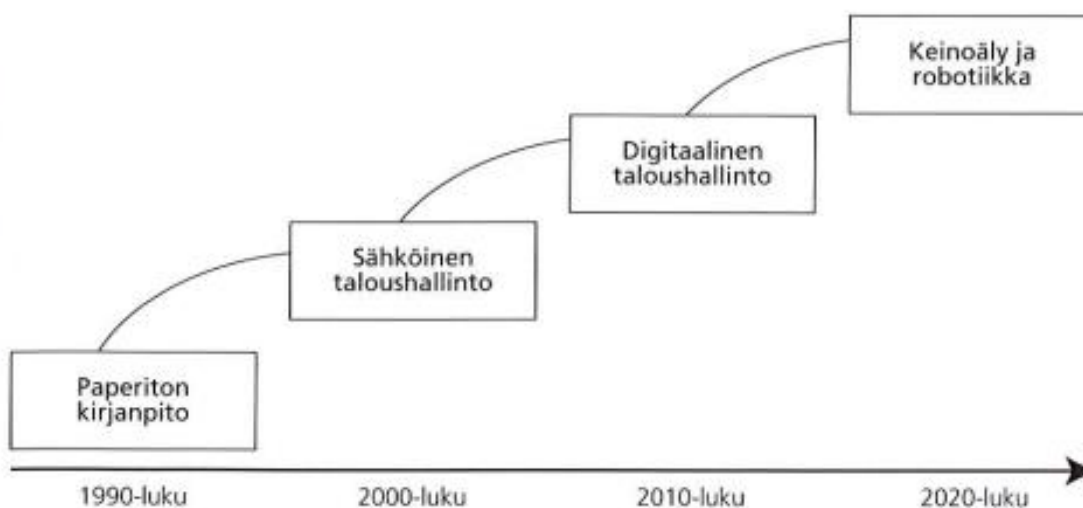 Keinoäly ja
robotiikka
Digitaalinen
taloushallinto
Sähköinen
taloushallinto
Paperiton
kirjanpito
1990-luku
2000-luku
2010-luku
2020-luku